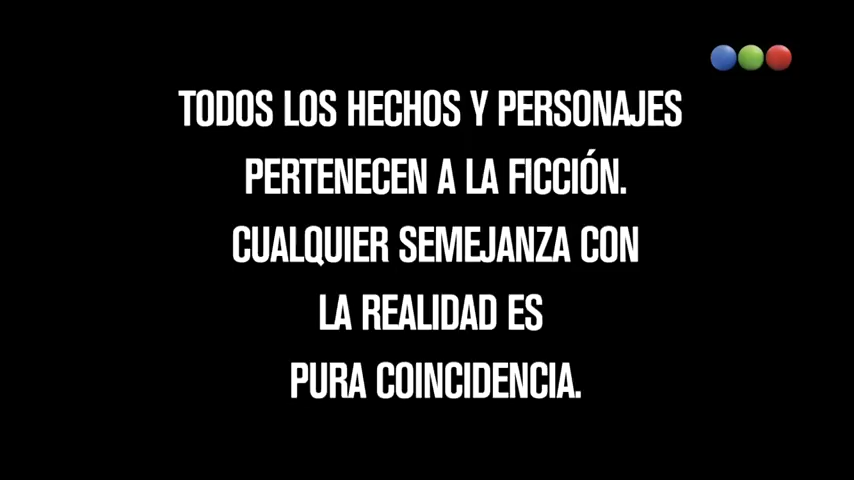 TODOS LOS HECHOS Y PERSONAJES
PERTENECEN A LA FICCIÓN.
CUALQUIER SEMEJANZA CON
LA REALIDAD ES
PURA COINCIDENCIA.